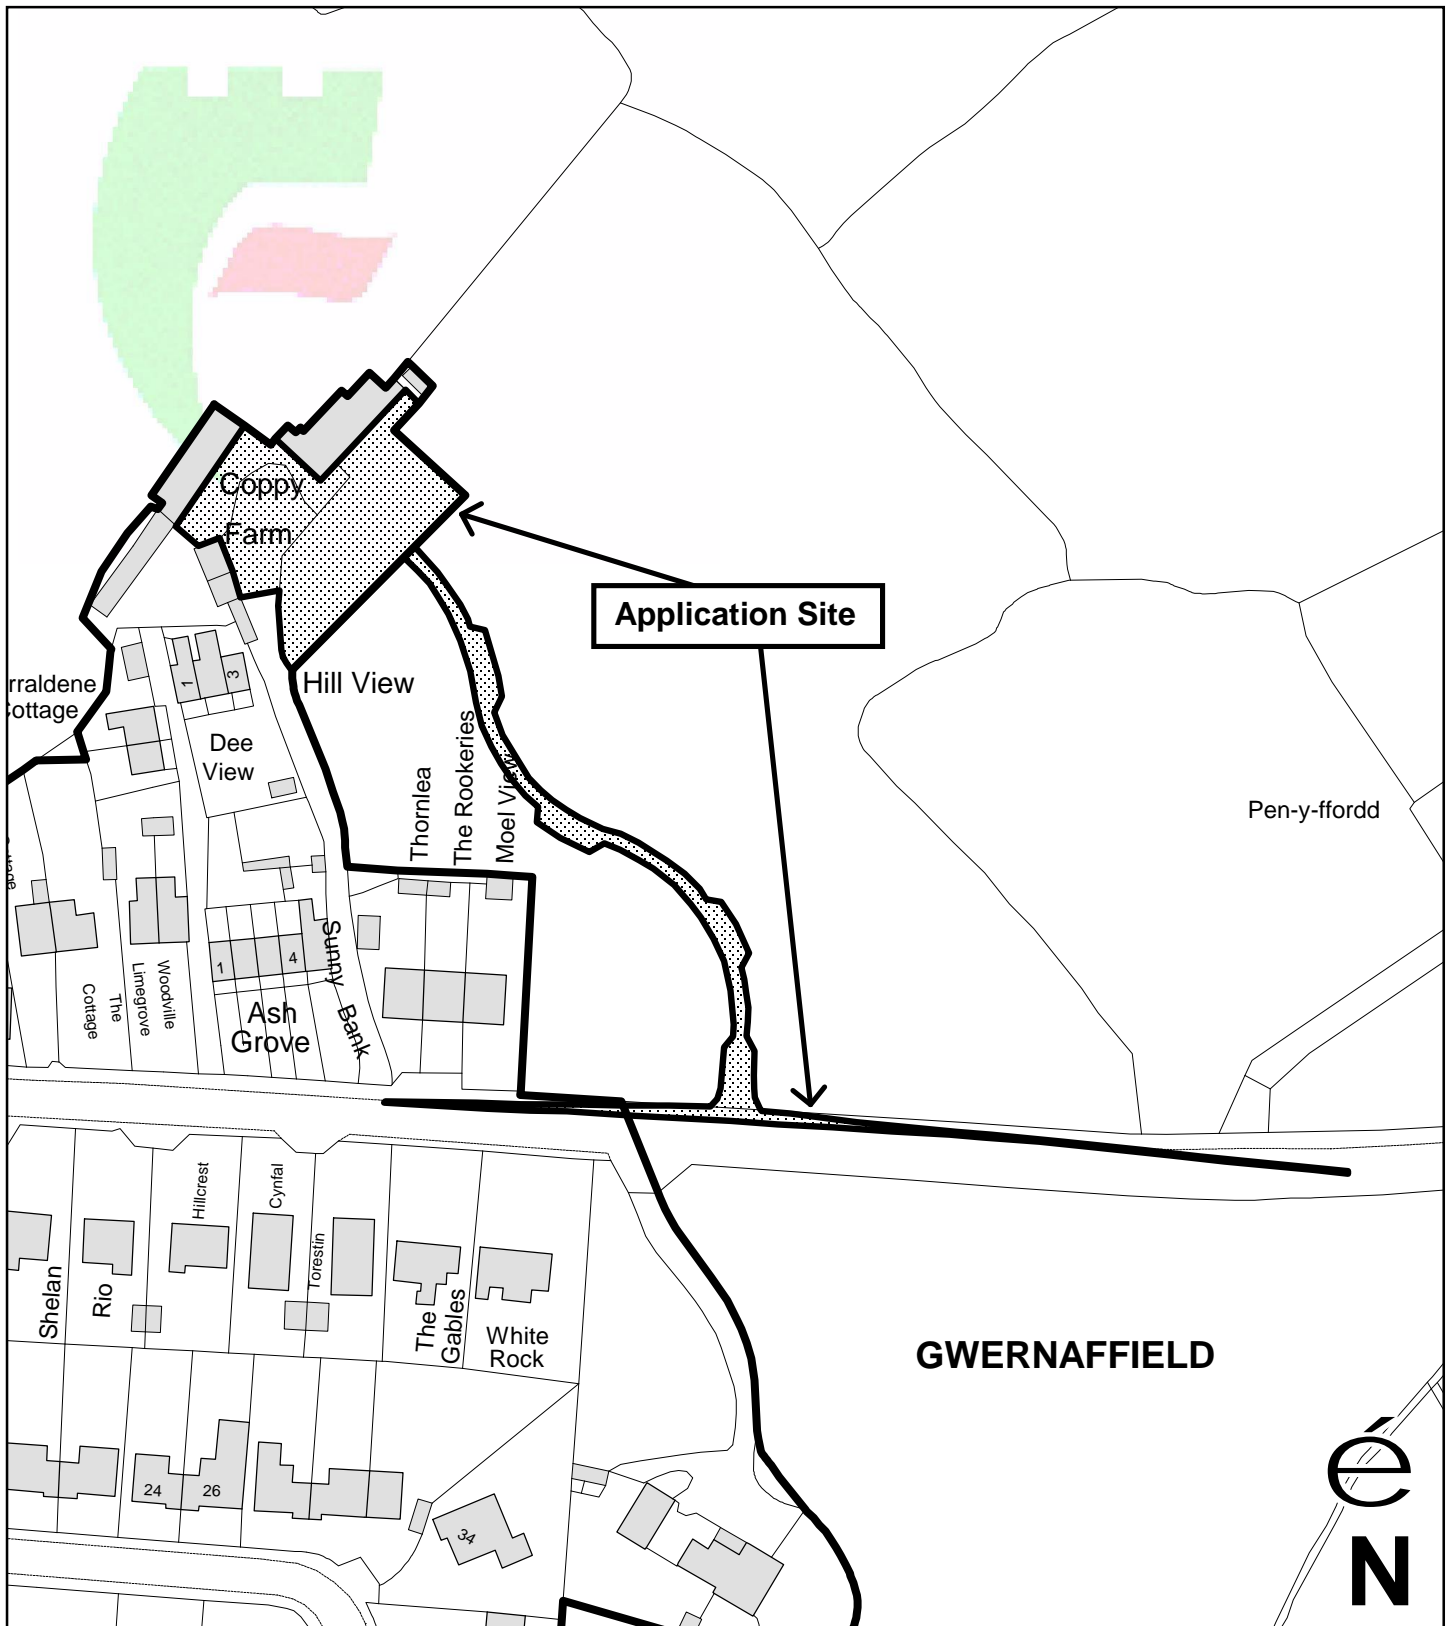 Coppy
Farm
Application Site
1
3
Hill View
Cottage
Dee
View
Thornlea
The Rookeries
Moel View
Pen-y-ffordd
Sunny
Bank
1
4
Ash
Grove
The
Cottage
Limegrove
Woodville
Hillcrest
Cynfal
Torestin
Shelan
Rio
The
Gables
White
Rock
GWERNAFFIELD
24
26
34
é
N